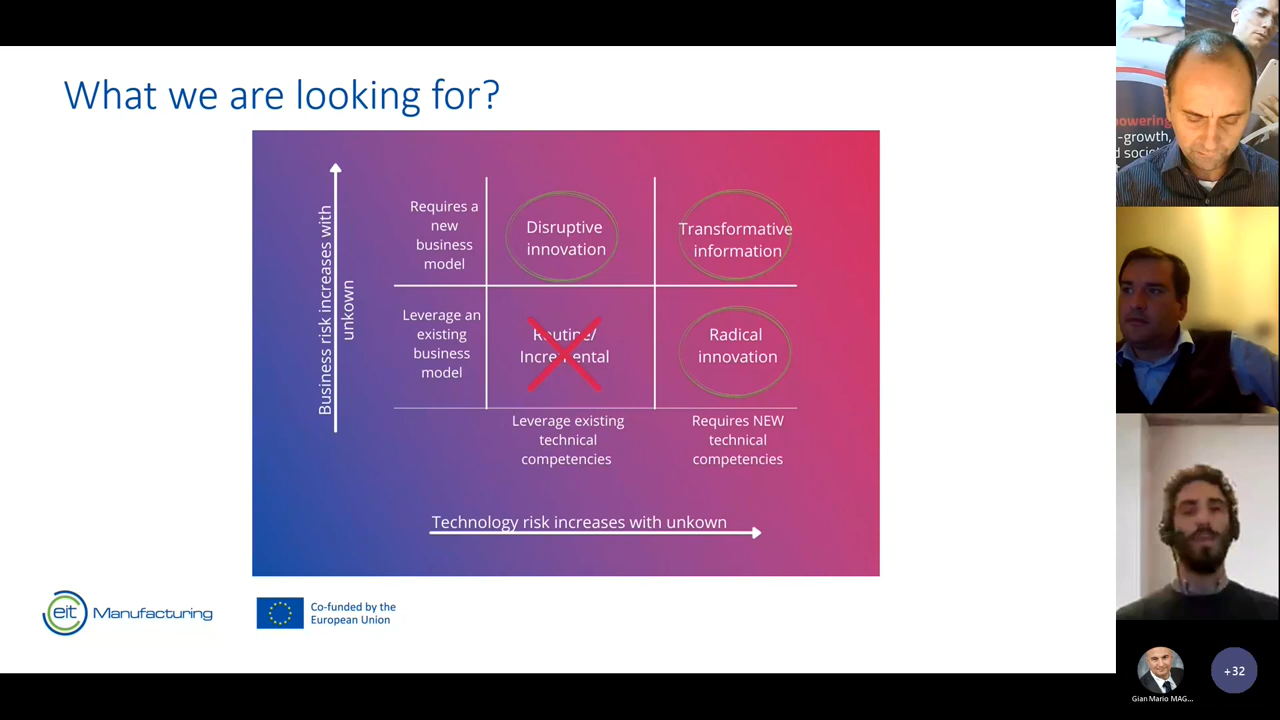 What we are looking for?
Business risk increases with
unkown
Requires a
new
business
model
Disruptive
innovation
Transformative
information
Leverage an
existing
business
model
Routine/
Incremental
Radical
innovation
Leverage existing
technical
competencies
Requires NEW
technical
competencies
Technology risk increases with unkown
eit Manufacturing
Co-funded by the
European Union
powering
-growth,
d socie
Gian Mario MAG...
+32